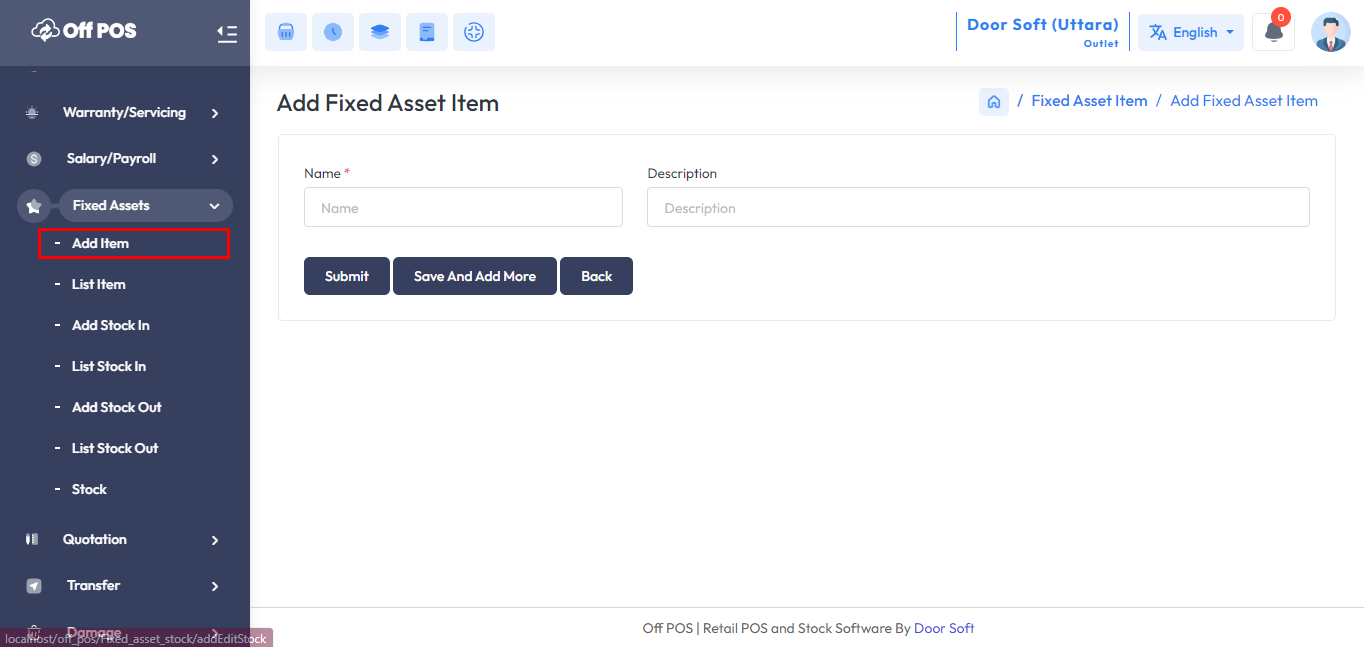 Off POS
Door Soft (Uttara)
Outlet
English
0
Warranty/Servicing
Salary/Payroll
Fixed Assets
- Add Item
- List Item
- Add Stock In
- List Stock In
- Add Stock Out
- List Stock Out
- Stock
Quotation
Transfer
Damage
localhost/off_pos/Fixed_asset_stock/addEditStock
Add Fixed Asset Item
/ Fixed Asset Item / Add Fixed Asset Item
Name * Description
Name Description
Submit Save And Add More Back
Off POS | Retail POS and Stock Software By Door Soft